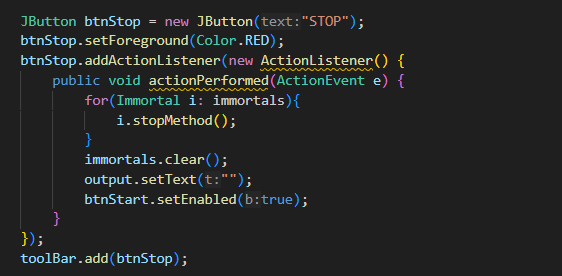 JButton btnStop = new JButton(text:"STOP");
btnStop.setForeground(Color.RED);
btnStop.addActionListener(new ActionListener() {
    public void actionPerformed(ActionEvent e) {
        for(Immortal i: immortals){
            i.stopMethod();
        }
        immortals.clear();
        output.setText(t:"");
        btnStart.setEnabled(b:true);
    }
});
toolBar.add(btnStop);